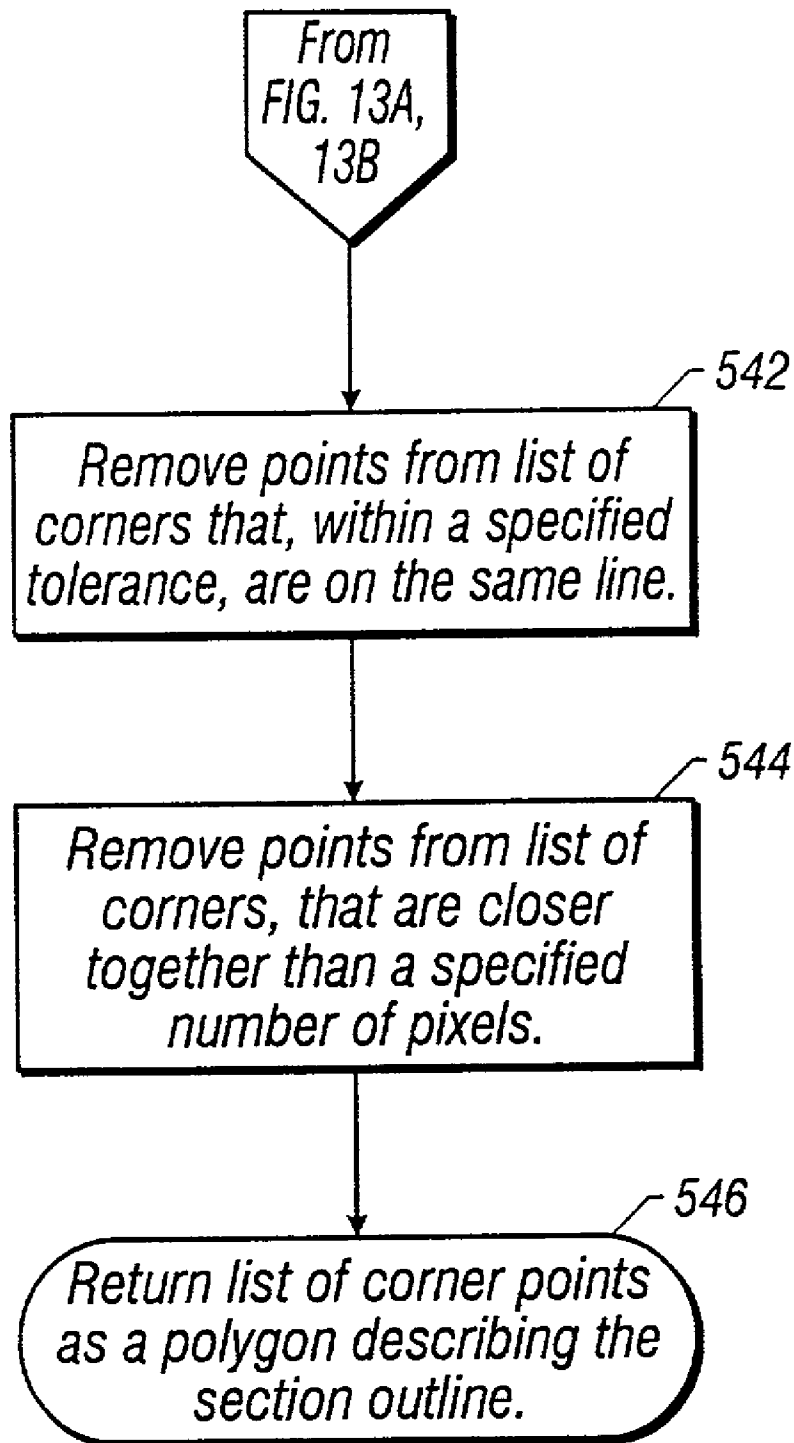 From
FIG. 13A,
13B
542
Remove points from list of
corners that, within a specified
tolerance, are on the same line.
544
Remove points from list of
corners, that are closer
together than a specified
number of pixels.
546
Return list of corner points
as a polygon describing the
section outline.